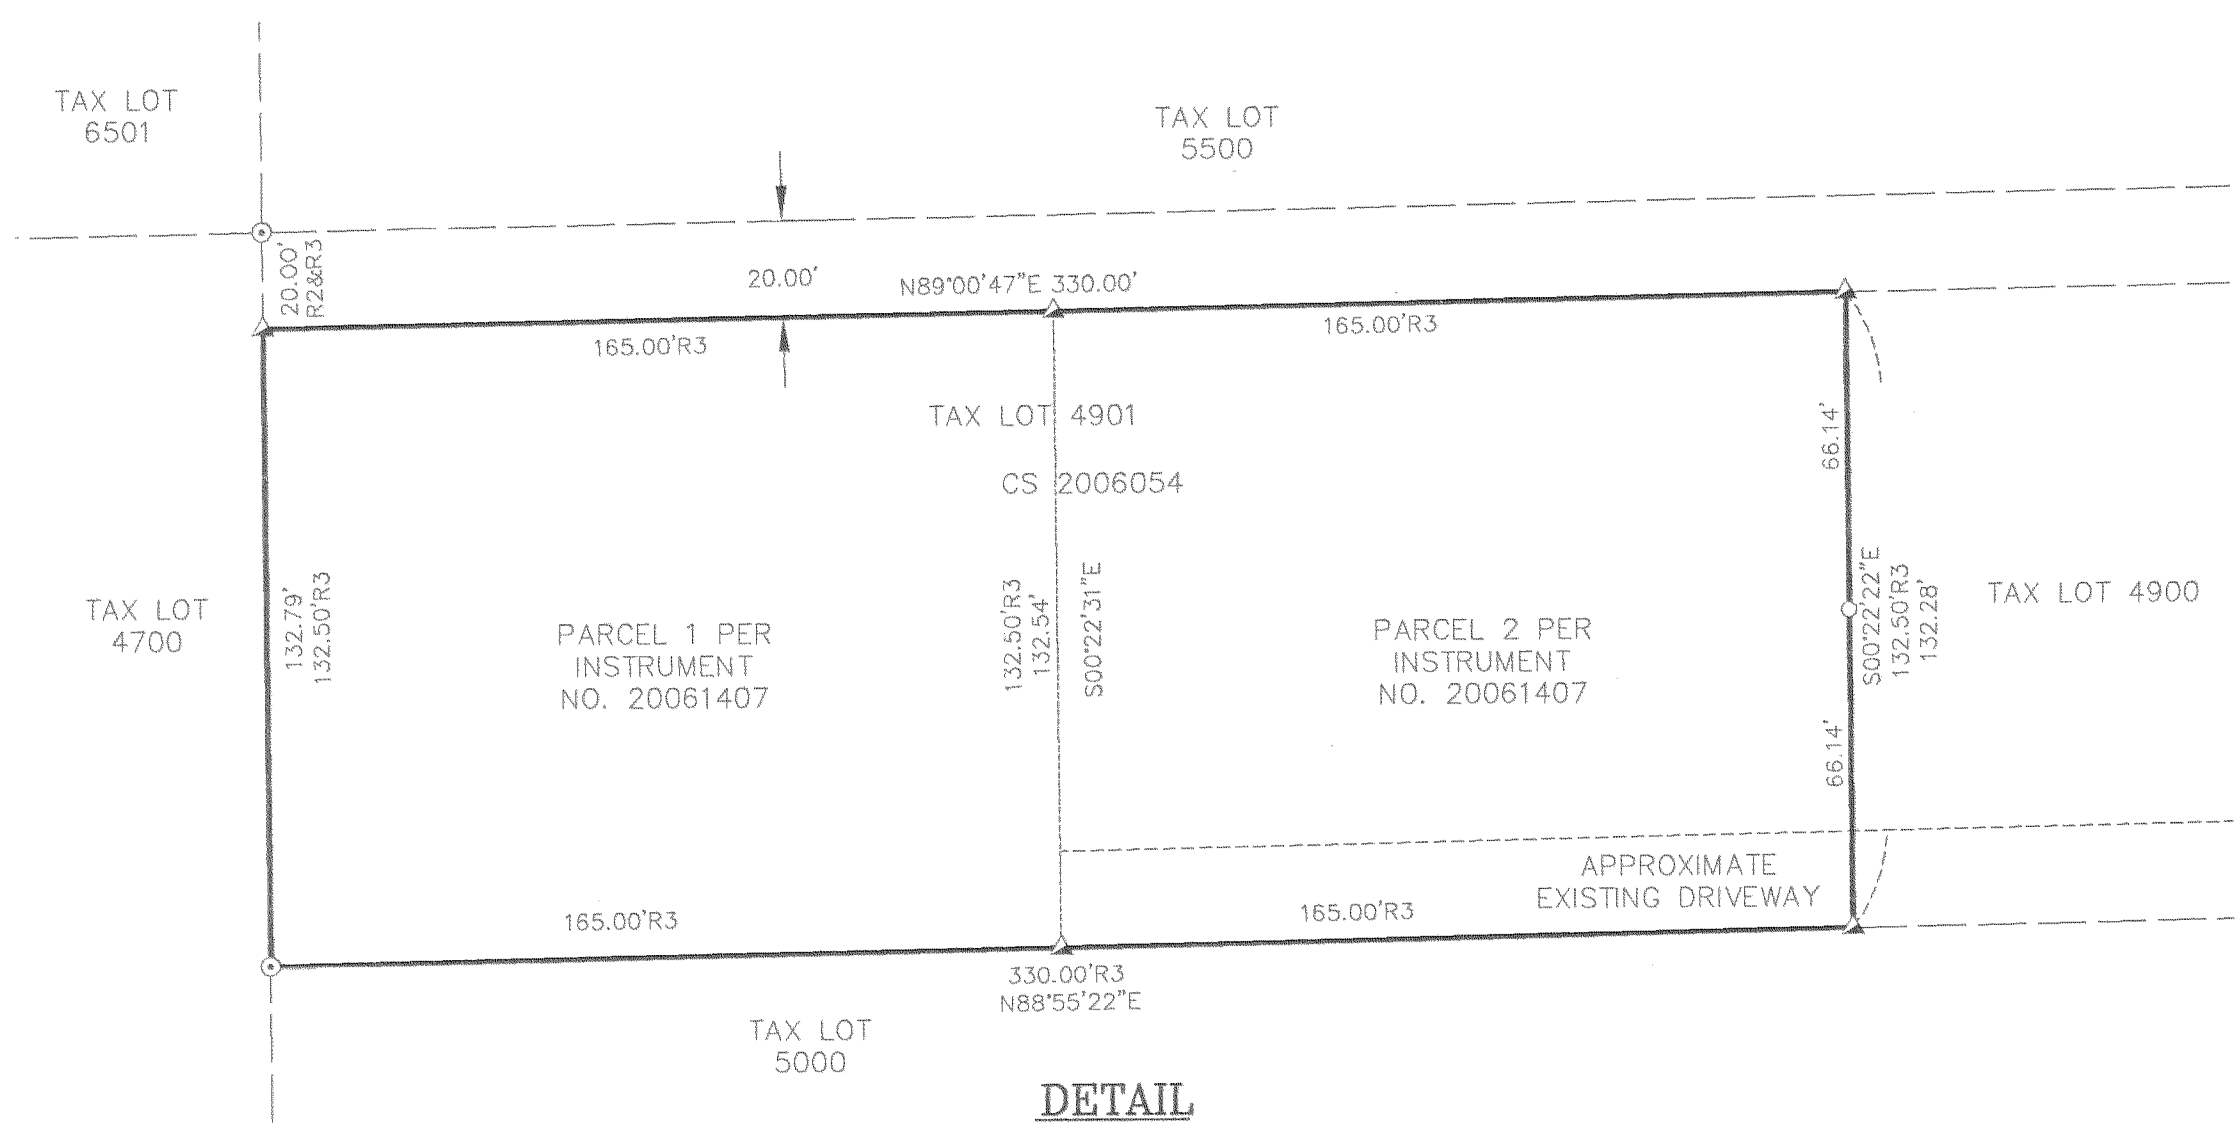 TAX LOT
6501
TAX LOT
5500
20.00'
R2&R3
20.00'
N89°00'47"E 330.00'
165.00'R3
165.00'R3
TAX LOT 4901
CS 2006054
66.14'
TAX LOT
4700
132.79'
132.50'R3
PARCEL 1 PER
INSTRUMENT
NO. 20061407
132.50'R3
132.54'
S00°22'31"E
PARCEL 2 PER
INSTRUMENT
NO. 20061407
S00°22'22"E
132.50'R3
132.28'
TAX LOT 4900
66.14'
APPROXIMATE
EXISTING DRIVEWAY
165.00'R3
165.00'R3
330.00'R3
N88°55'22"E
TAX LOT
5000
DETAIL